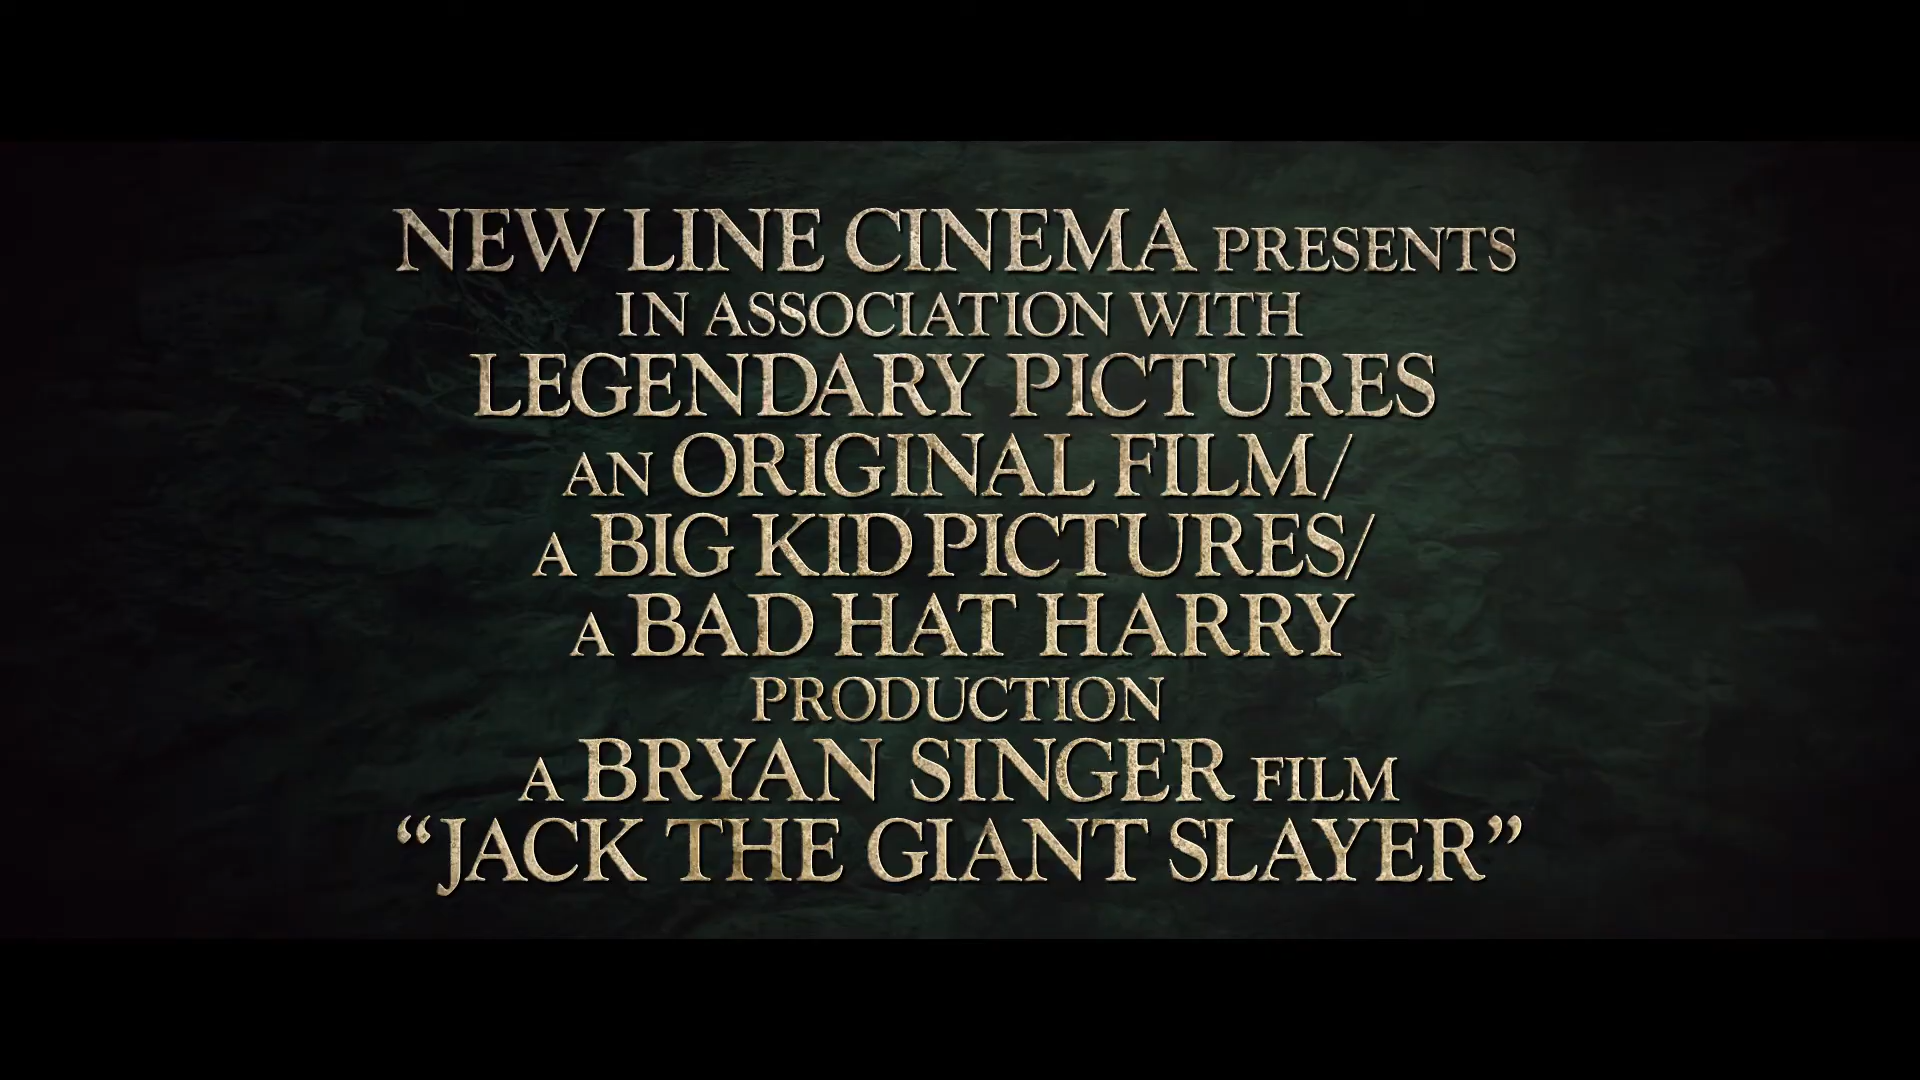 NEW LINE CINEMA PRESENTS
IN ASSOCIATION WITH
LEGENDARY PICTURES
AN ORIGINAL FILM/
A BIG KID PICTURES/
A BAD HAT HARRY
PRODUCTION
A BRYAN SINGER FILM
“JACK THE GIANT SLAYER”